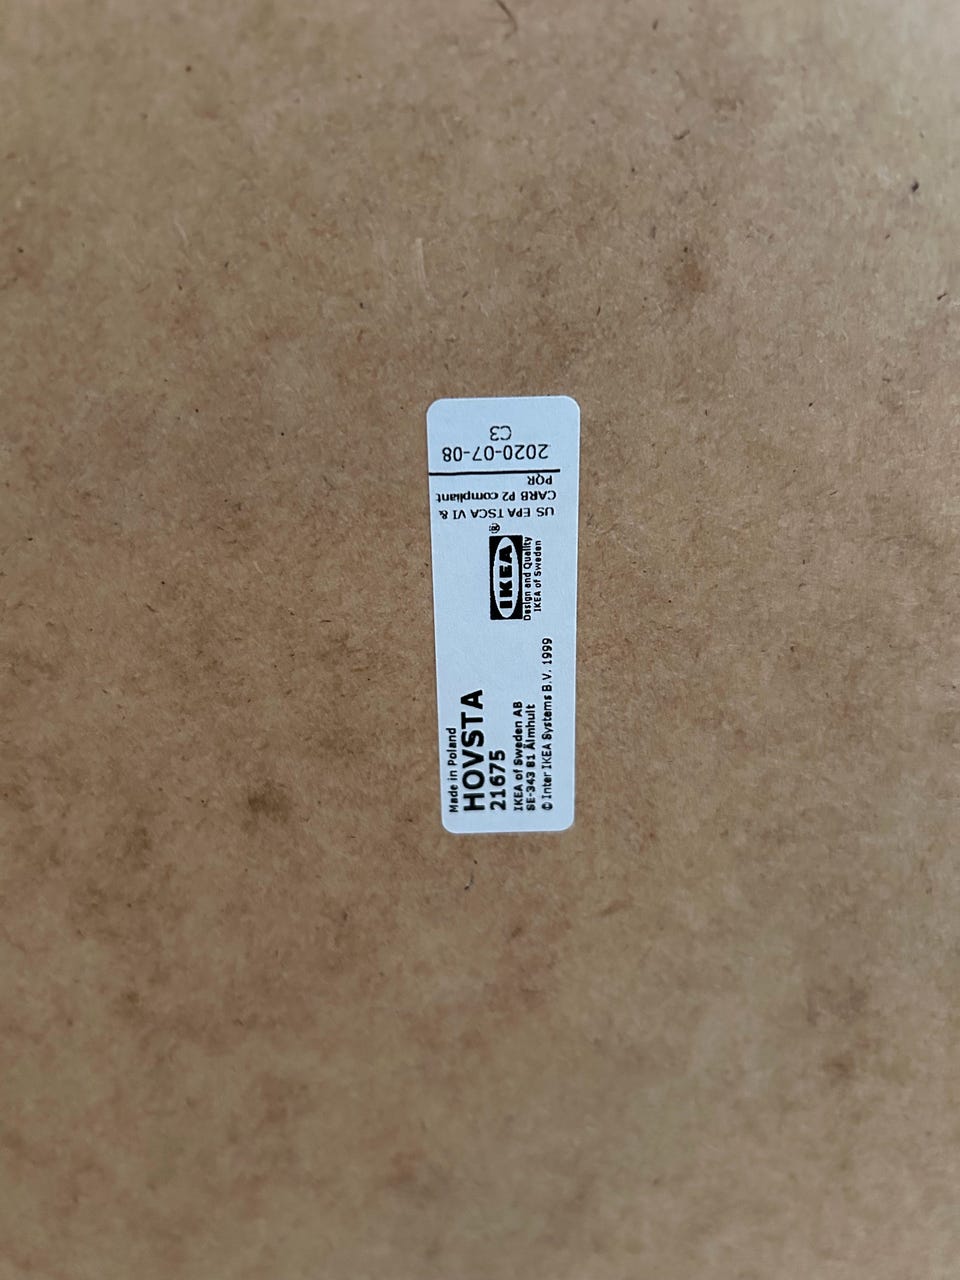 Made in Poland
HOVSTA
21675
IKEA of Sweden AB
SE-343 81 Älmhult
© Inter IKEA Systems B.V. 1999
IKEA®
Design and Quality
IKEA of Sweden
US EPA TSCA VI &
CARB P2 compliant
PQR
2020-07-08
C3